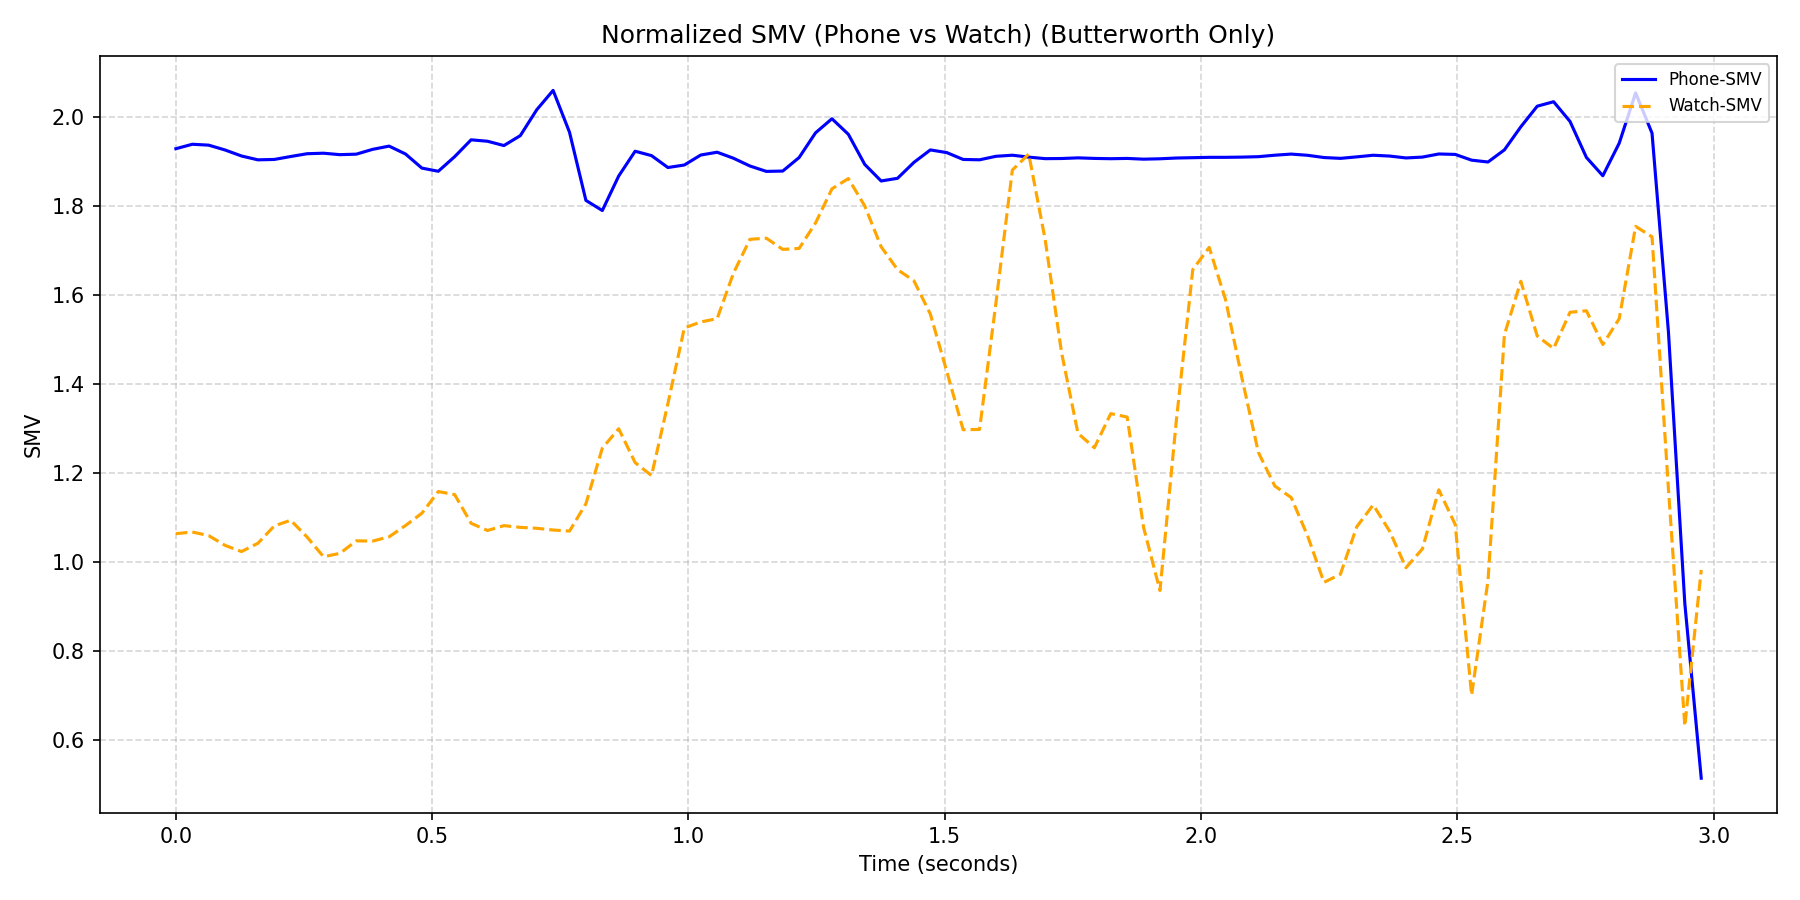 Normalized SMV (Phone vs Watch) (Butterworth Only)
Phone-SMV
Watch-SMV
SMV
2.0
1.8
1.6
1.4
1.2
1.0
0.8
0.6
0.0 0.5 1.0 1.5 2.0 2.5 3.0
Time (seconds)